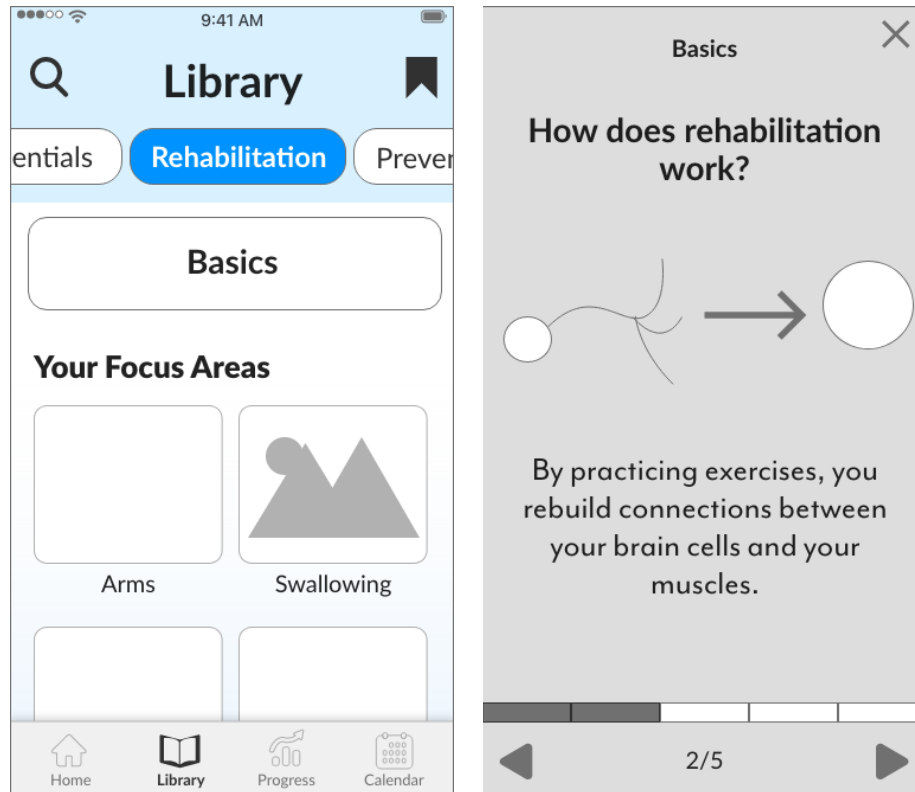 9:41 AM
Library
entials
Rehabilitation
Preven
Basics
Your Focus Areas
Arms
Swallowing
Home
Library
Progress
Calendar
Basics
How does rehabilitation
work?
By practicing exercises, you
rebuild connections between
your brain cells and your
muscles.
2/5